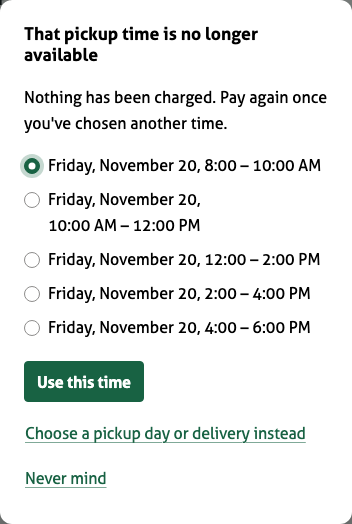 That pickup time is no longer
available
Nothing has been charged. Pay again once
you've chosen another time.
Friday, November 20, 8:00 – 10:00 AM
Friday, November 20,
10:00 AM – 12:00 PM
Friday, November 20, 12:00 – 2:00 PM
Friday, November 20, 2:00 – 4:00 PM
Friday, November 20, 4:00 – 6:00 PM
Use this time
Choose a pickup day or delivery instead
Never mind